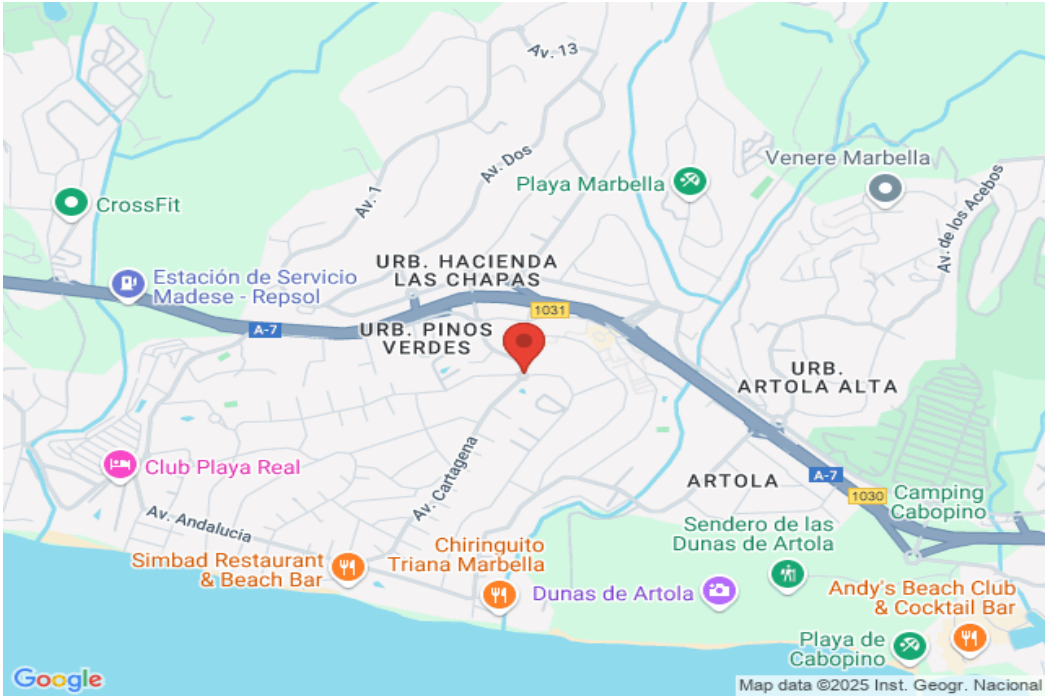 Av. 13
Av. Dos
Venere Marbella
Playa Marbella
CrossFit
Av. 1
Av. de los Acebos
URB. HACIENDA
LAS CHAPAS
Estación de Servicio
Madese - Repsol
1031
A-7
URB. PINOS
VERDES
URB.
ARTOLA ALTA
Club Playa Real
Av. Cartagena
ARTOLA
A-7
1030
Camping
Cabopino
Av. Andalucia
Sendero de las
Dunas de Artola
Simbad Restaurant
& Beach Bar
Chiringuito
Triana Marbella
Dunas de Artola
Andy's Beach Club
& Cocktail Bar
Playa de
Cabopino
Google
Map data ©2025 Inst. Geogr. Nacional